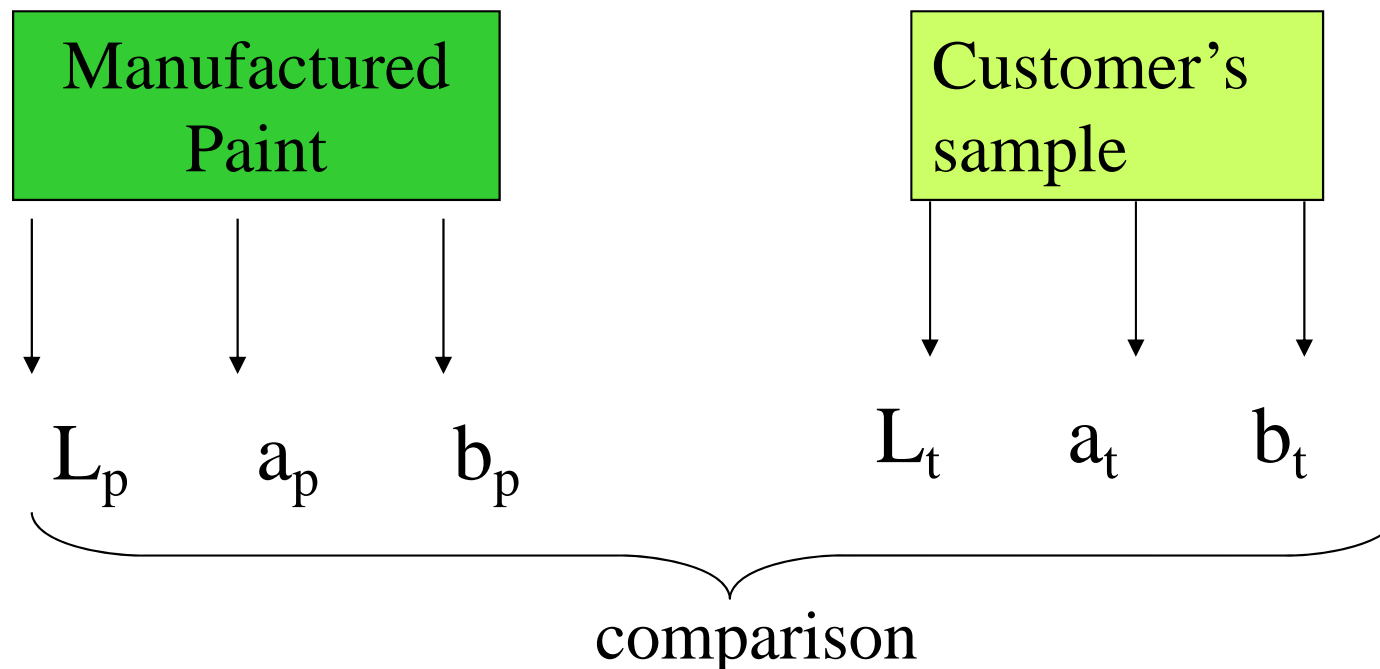 Manufactured
Paint
Customer’s
sample
Lp ap bp
Lt at bt
comparison